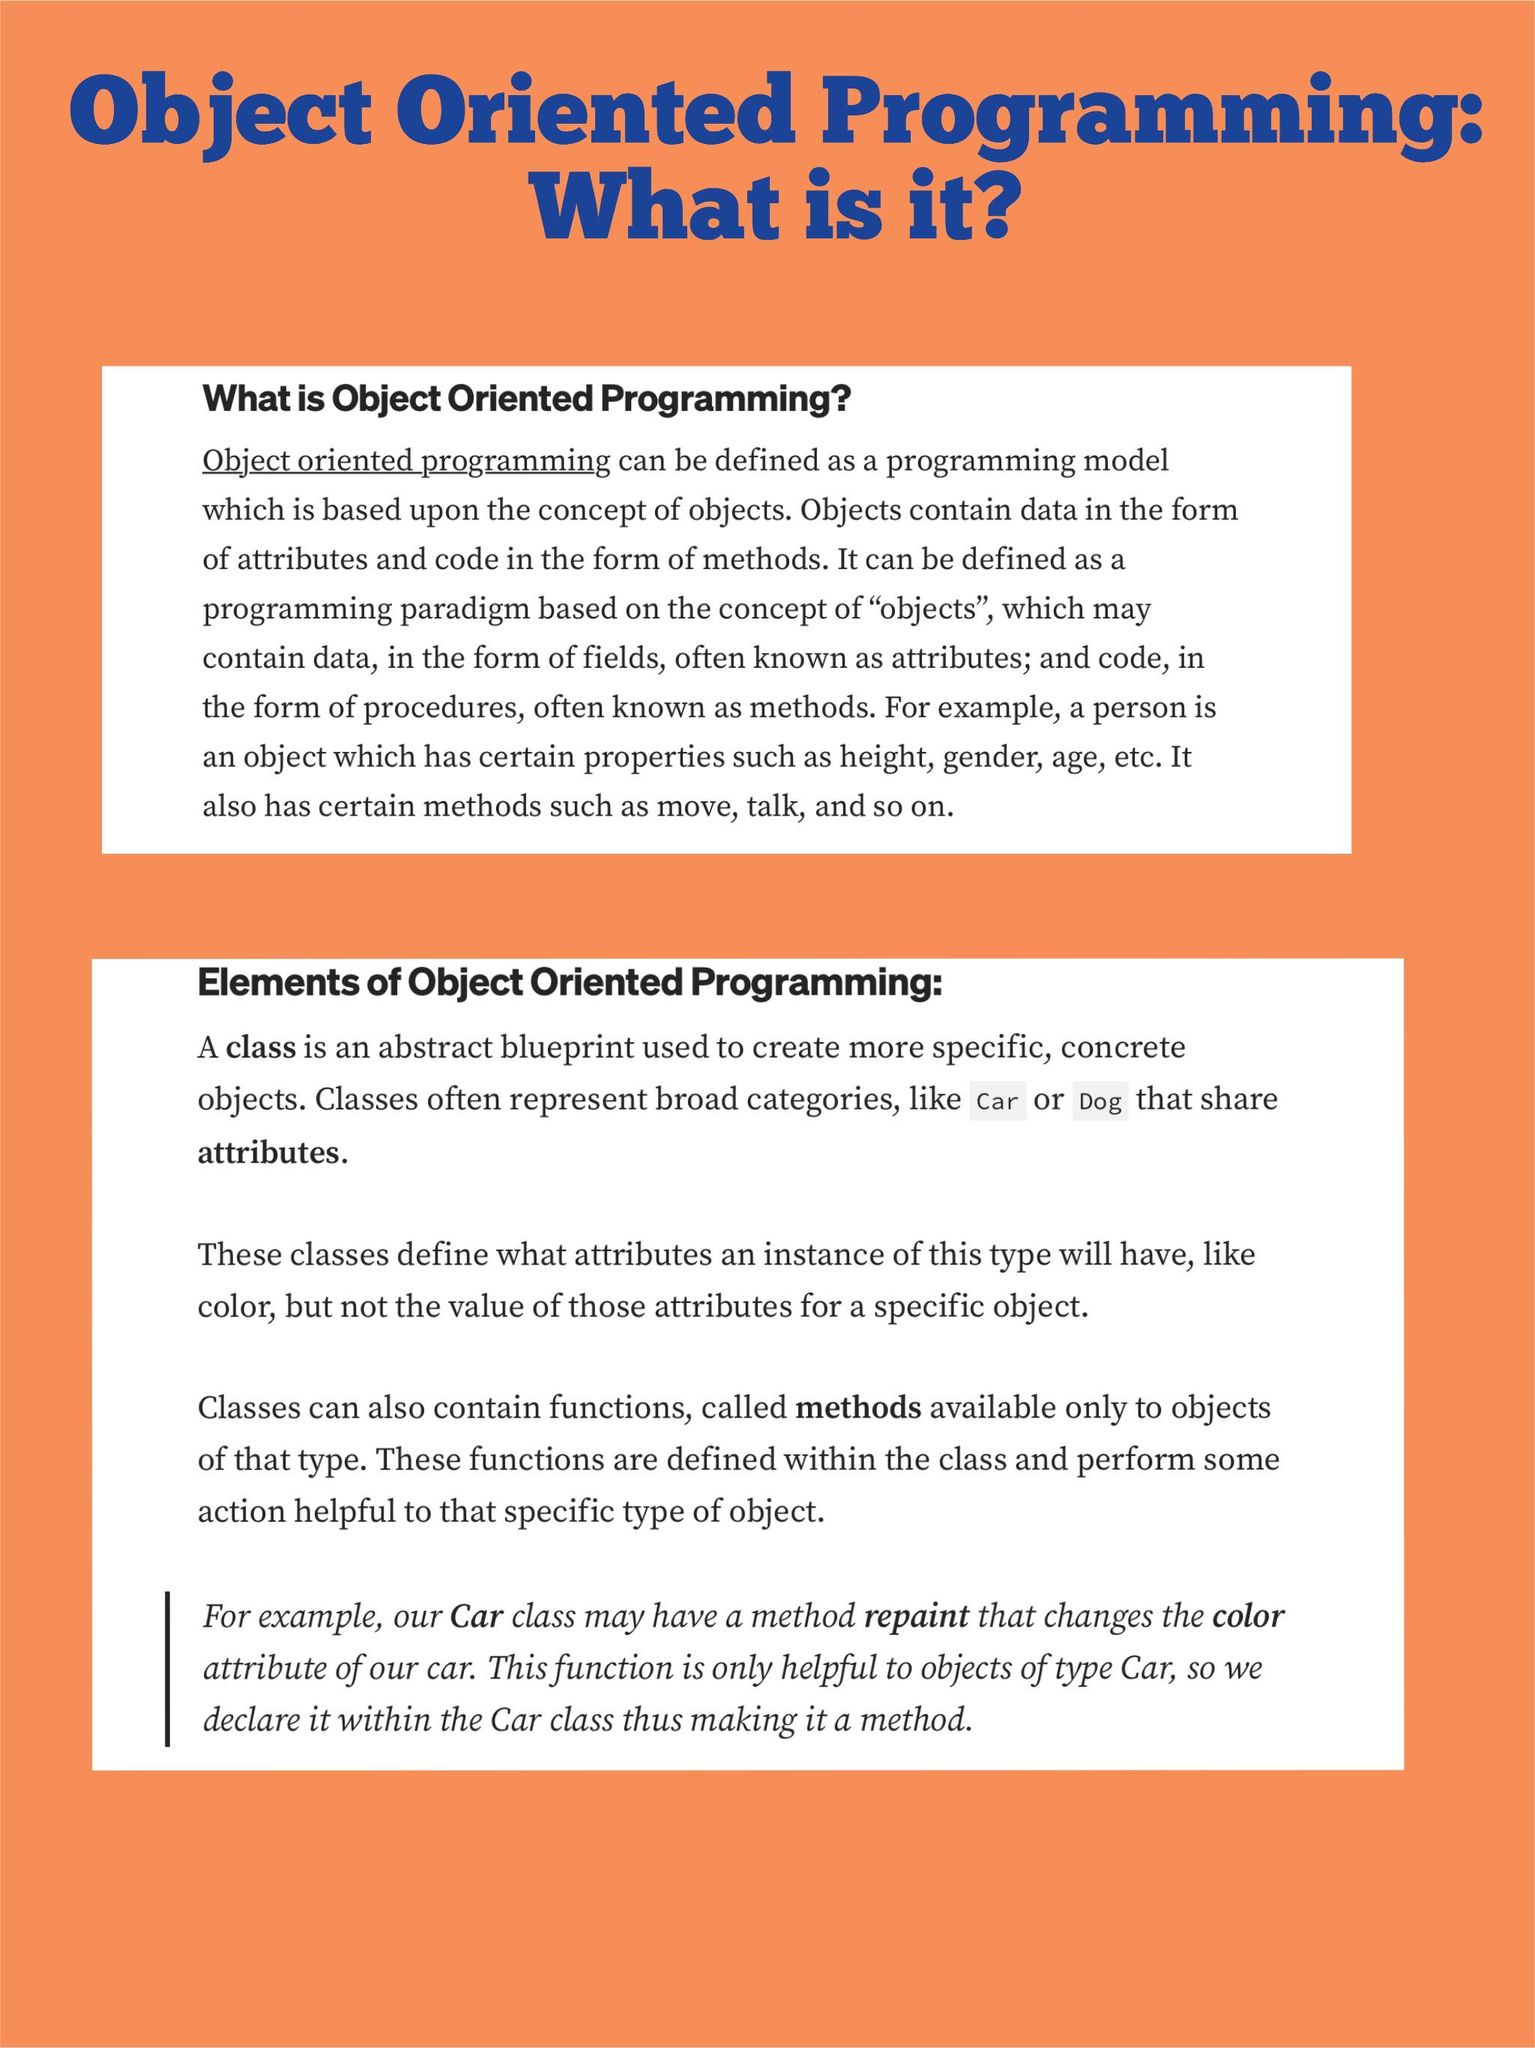 Object Oriented Programming:
What is it?
What is Object Oriented Programming?
Object oriented programming can be defined as a programming model
which is based upon the concept of objects. Objects contain data in the form
of attributes and code in the form of methods. It can be defined as a
programming paradigm based on the concept of “objects”, which may
contain data, in the form of fields, often known as attributes; and code, in
the form of procedures, often known as methods. For example, a person is
an object which has certain properties such as height, gender, age, etc. It
also has certain methods such as move, talk, and so on.
Elements of Object Oriented Programming:
A class is an abstract blueprint used to create more specific, concrete
objects. Classes often represent broad categories, like Car or Dog that share
attributes.
These classes define what attributes an instance of this type will have, like
color, but not the value of those attributes for a specific object.
Classes can also contain functions, called methods available only to objects
of that type. These functions are defined within the class and perform some
action helpful to that specific type of object.
For example, our Car class may have a method repaint that changes the color
attribute of our car. This function is only helpful to objects of type Car, so we
declare it within the Car class thus making it a method.